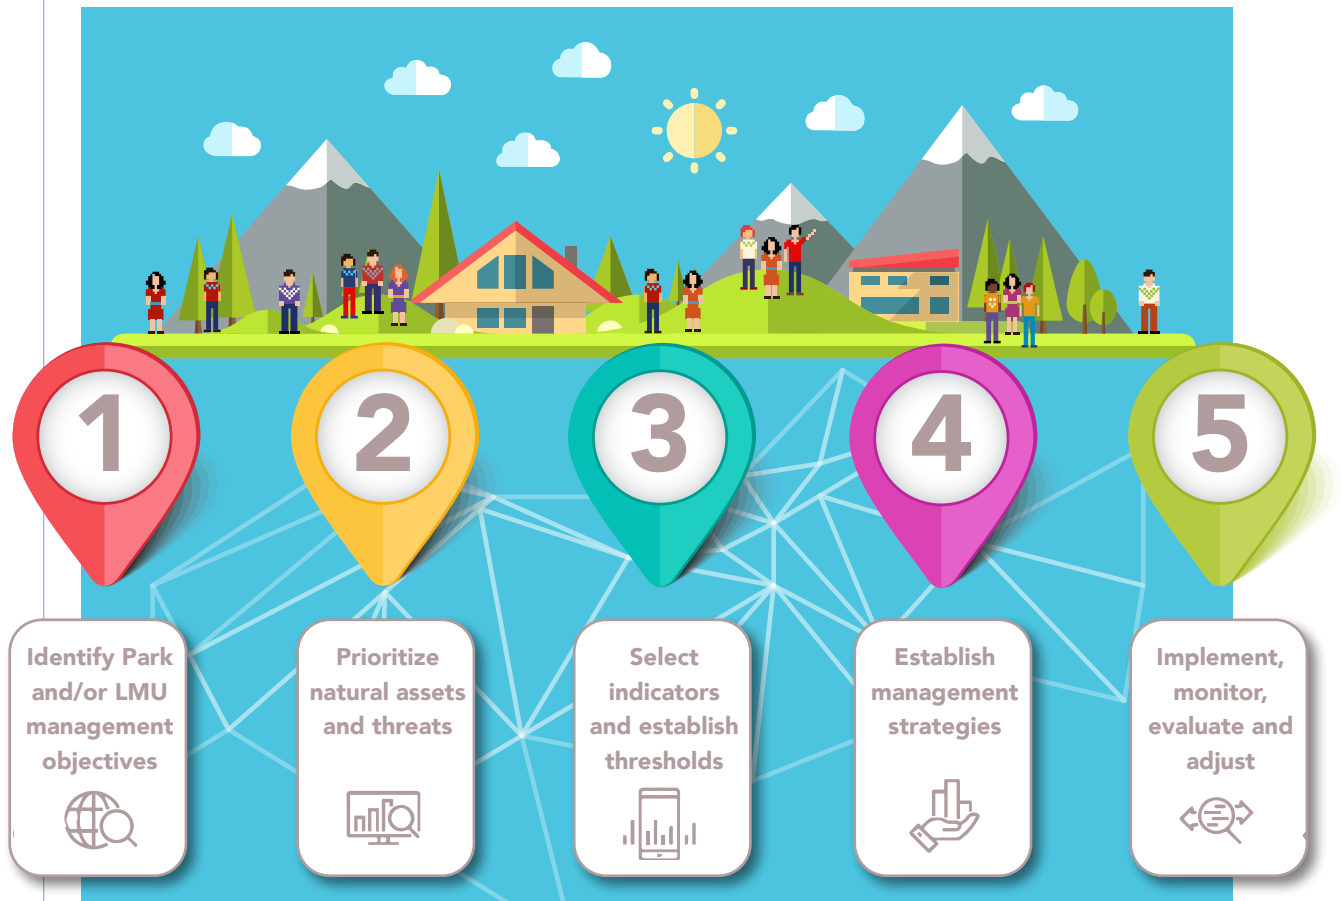 1
2
3
4
5
Identify Park
and/or LMU
management
objectives
Prioritize
natural assets
and threats
Select
indicators
and establish
thresholds
Establish
management
strategies
Implement,
monitor,
evaluate and
adjust